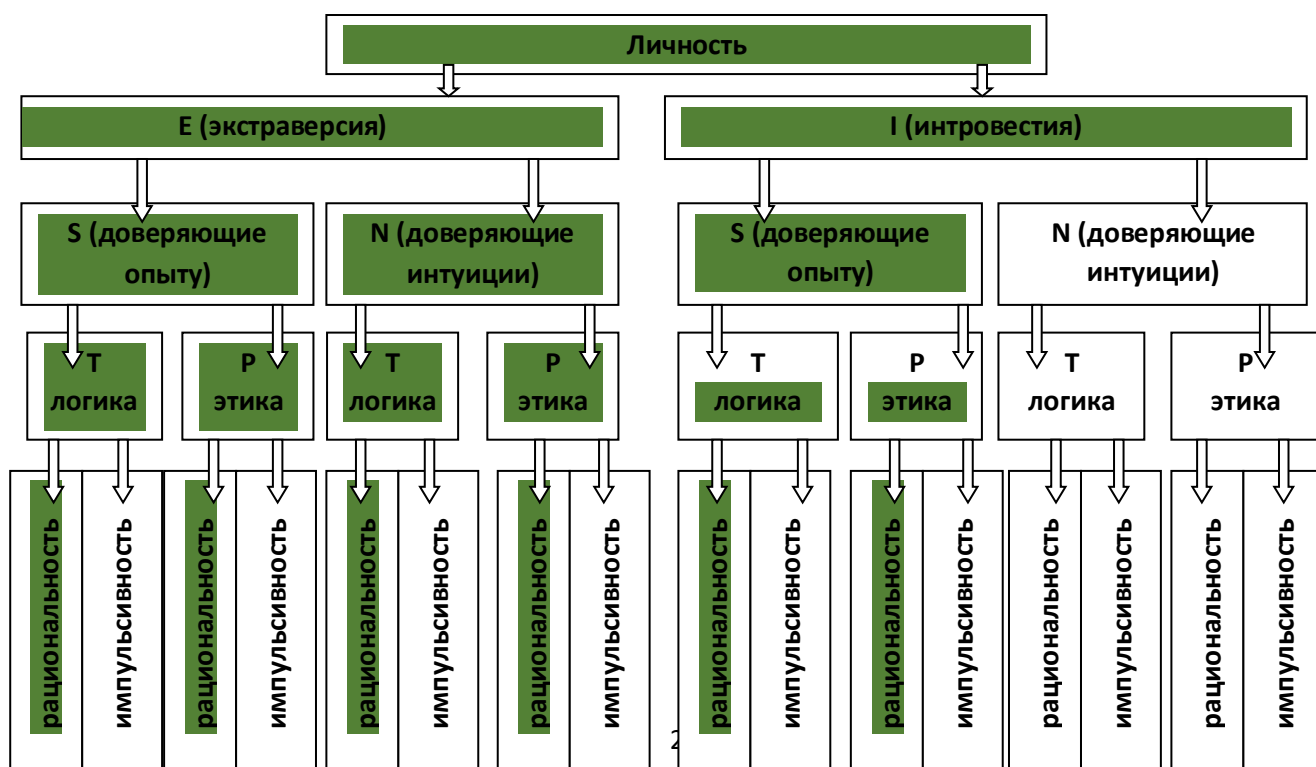 Личность
E (экстраверсия)
I (интровестия)
S (доверяющие
опыту)
N (доверяющие
интуиции)
S (доверяющие
опыту)
N (доверяющие
интуиции)
T
логика
P
этика
T
логика
P
этика
T
логика
P
этика
T
логика
P
этика
рациональность
импульсивность
рациональность
импульсивность
рациональность
импульсивность
рациональность
импульсивность
рациональность
импульсивность
рациональность
импульсивность
рациональность
импульсивность
рациональность
импульсивность
2